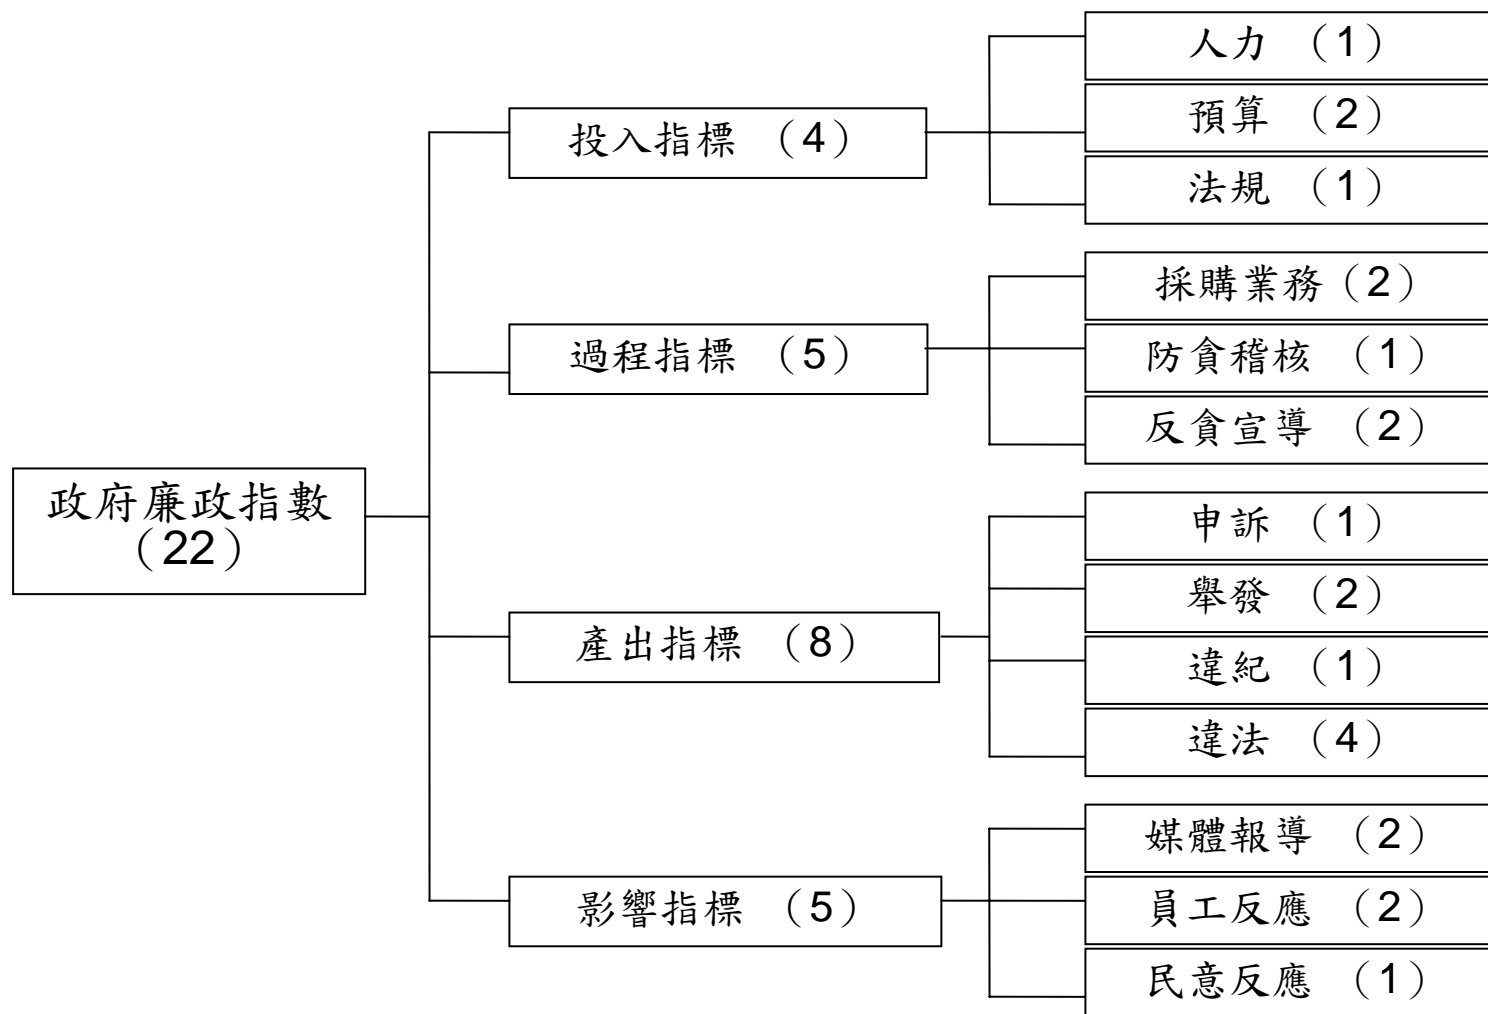 人力 （1）
預算 （2）
法規 （1）
投入指標 （4）
採購業務（2）
防貪稽核 （1）
反貪宣導 （2）
過程指標 （5）
政府廉政指數
（22）
申訴 （1）
舉發 （2）
違紀 （1）
違法 （4）
產出指標 （8）
媒體報導 （2）
員工反應 （2）
民意反應 （1）
影響指標 （5）